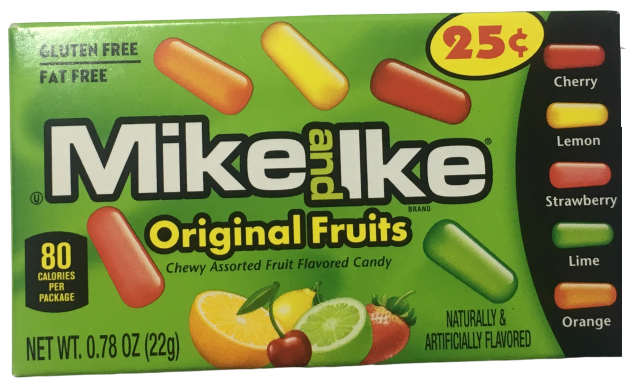 GLUTEN FREE
FAT FREE
25¢
Mike and Ike®
BRAND
Original Fruits
Chewy Assorted Fruit Flavored Candy
80
CALORIES
PER
PACKAGE
NET WT. 0.78 OZ (22g)
NATURALLY &
ARTIFICIALLY FLAVORED
U
Cherry
Lemon
Strawberry
Lime
Orange